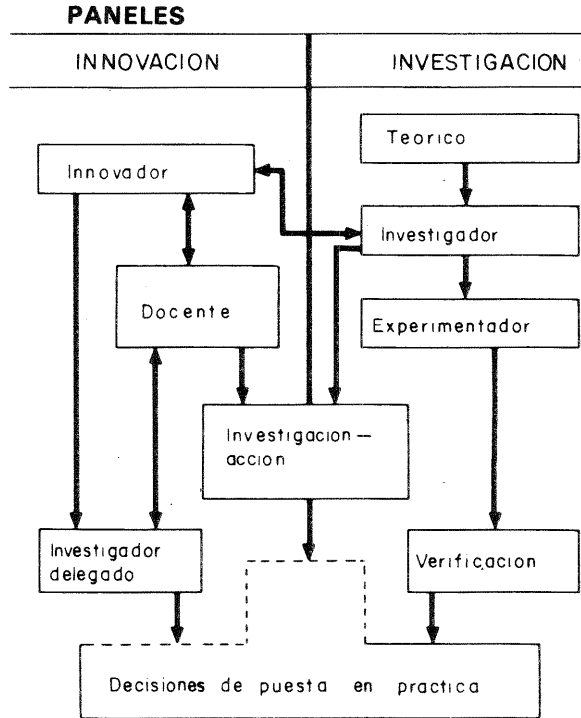 PANELES
INNOVACION
INVESTIGACION
Teorico
Innovador
Investigador
Docente
Experimentador
Investigacion—
accion
Investigador
delegado
Verificacion
Decisiones de puesta en practica